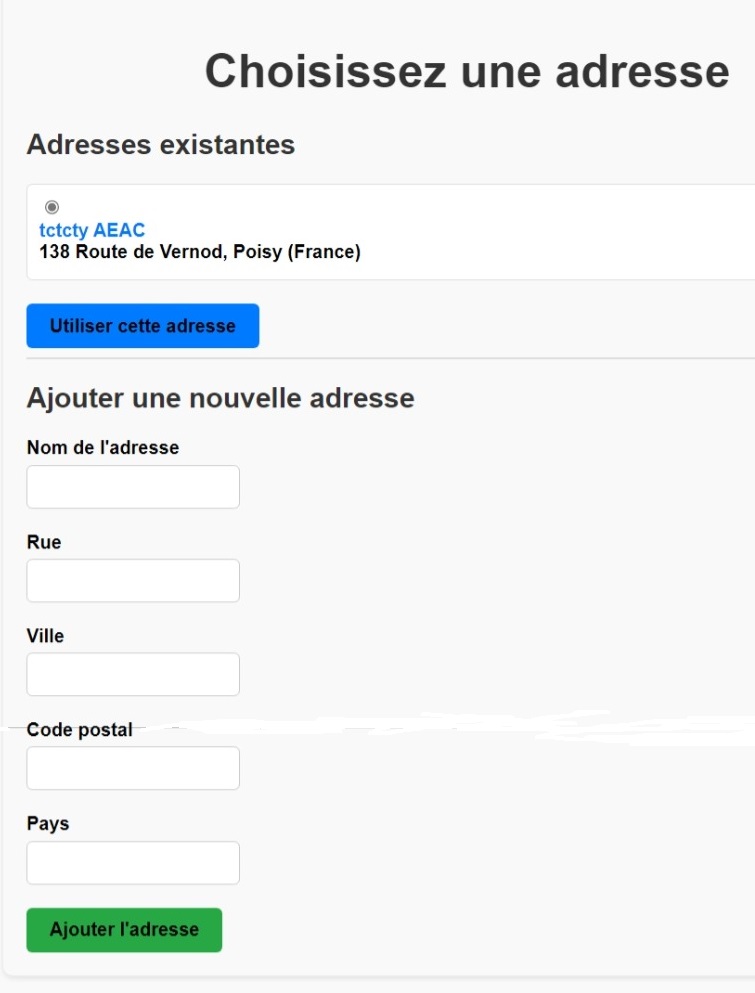 Choisissez une adresse
Adresses existantes
tctcty AEAC
138 Route de Vernod, Poisy (France)
Utiliser cette adresse
Ajouter une nouvelle adresse
Nom de l'adresse
Rue
Ville
Code postal
Pays
Ajouter l'adresse